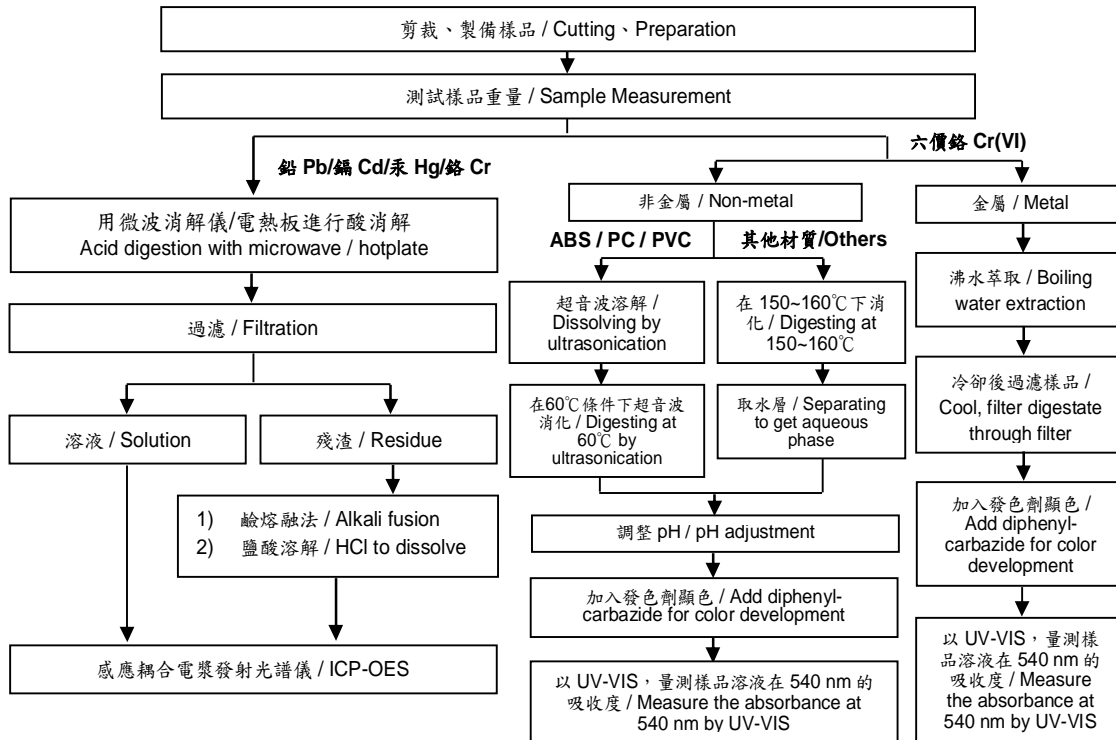 剪裁、製備樣品 / Cutting、Preparation
測試樣品重量 / Sample Measurement
鉛 Pb/鎘 Cd/汞 Hg/鉻 Cr
六價鉻 Cr(VI)
用微波消解儀/電熱板進行酸消解
Acid digestion with microwave / hotplate
過濾 / Filtration
溶液 / Solution
殘渣 / Residue
1) 鹼熔融法 / Alkali fusion
2) 鹽酸溶解 / HCl to dissolve
感應耦合電漿發射光譜儀 / ICP-OES
非金屬 / Non-metal
ABS / PC / PVC
其他材質/Others
超音波溶解 /
Dissolving by
ultrasonication
在60℃條件下超音波
消化 / Digesting at
60℃ by
ultrasonication
在 150~160℃下消
化 / Digesting at
150~160℃
取水層 / Separating
to get aqueous
phase
調整 pH / pH adjustment
加入發色劑顯色 / Add diphenyl-
carbazide for color development
以 UV-VIS，量測樣品溶液在 540 nm 的
吸收度 / Measure the absorbance at
540 nm by UV-VIS
金屬 / Metal
沸水萃取 / Boiling
water extraction
冷卻後過濾樣品 /
Cool, filter digestate
through filter
加入發色劑顯色 /
Add diphenyl-
carbazide for color
development
以 UV-VIS，量測樣
品溶液在 540 nm 的
吸收度 / Measure
the absorbance at
540 nm by UV-VIS